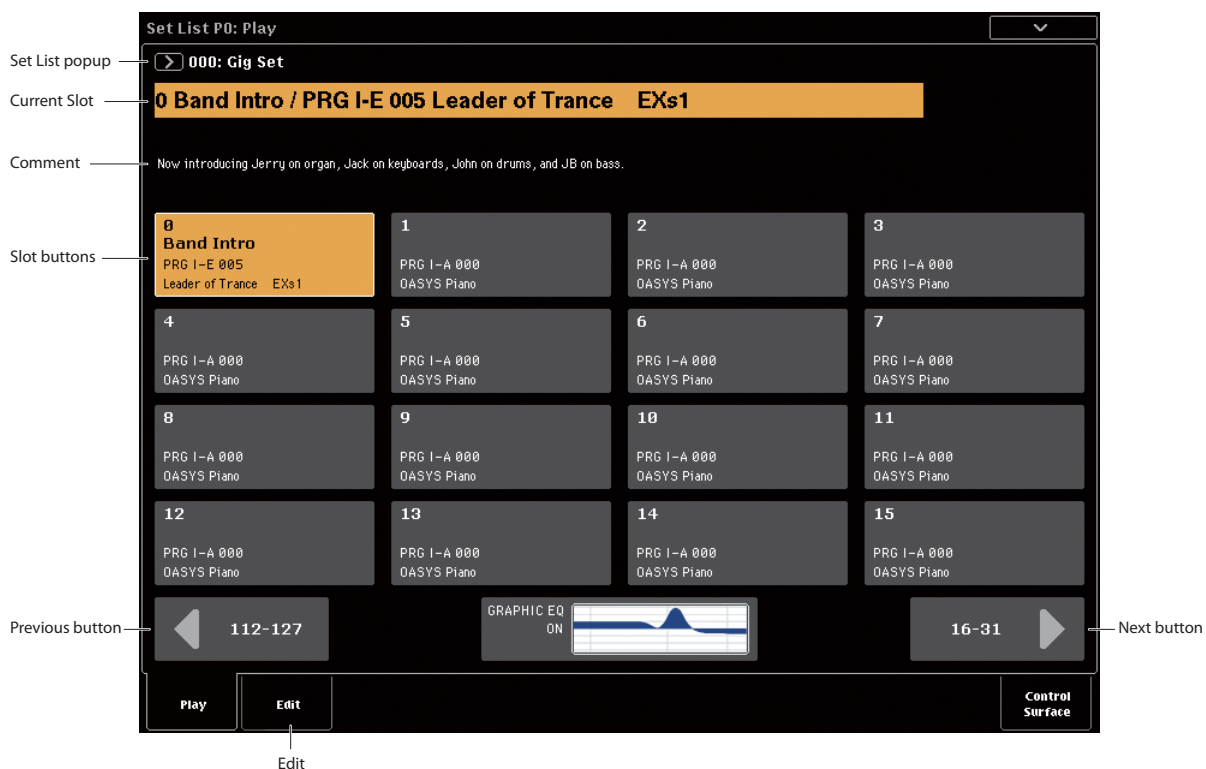 Set List P0: Play
Set List popup
000: Gig Set
Current Slot
0 Band Intro / PRG I-E 005 Leader of Trance EXs1
Comment
Now introducing Jerry on organ, Jack on keyboards, John on drums, and JB on bass.
Slot buttons
0
Band Intro
PRG I-E 005
Leader of Trance EXs1
1
PRG I-A 000
OASYS Piano
2
PRG I-A 000
OASYS Piano
3
PRG I-A 000
OASYS Piano
4
PRG I-A 000
OASYS Piano
5
PRG I-A 000
OASYS Piano
6
PRG I-A 000
OASYS Piano
7
PRG I-A 000
OASYS Piano
8
PRG I-A 000
OASYS Piano
9
PRG I-A 000
OASYS Piano
10
PRG I-A 000
OASYS Piano
11
PRG I-A 000
OASYS Piano
12
PRG I-A 000
OASYS Piano
13
PRG I-A 000
OASYS Piano
14
PRG I-A 000
OASYS Piano
15
PRG I-A 000
OASYS Piano
Previous button
112-127
GRAPHIC EQ
ON
16-31
Next button
Play
Edit
Control
Surface
Edit